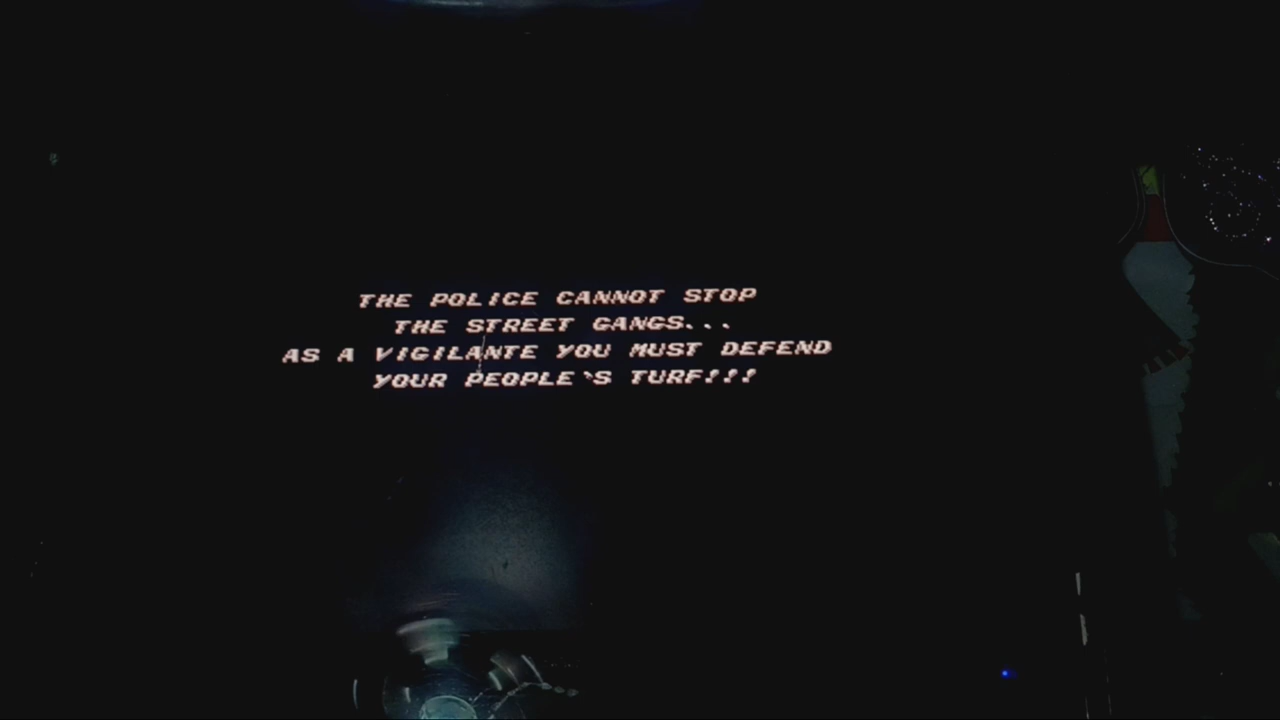 THE POLICE CANNOT STOP
THE STREET GANGS...
AS A VIGILANTE YOU MUST DEFEND
YOUR PEOPLE`S TURF!!!